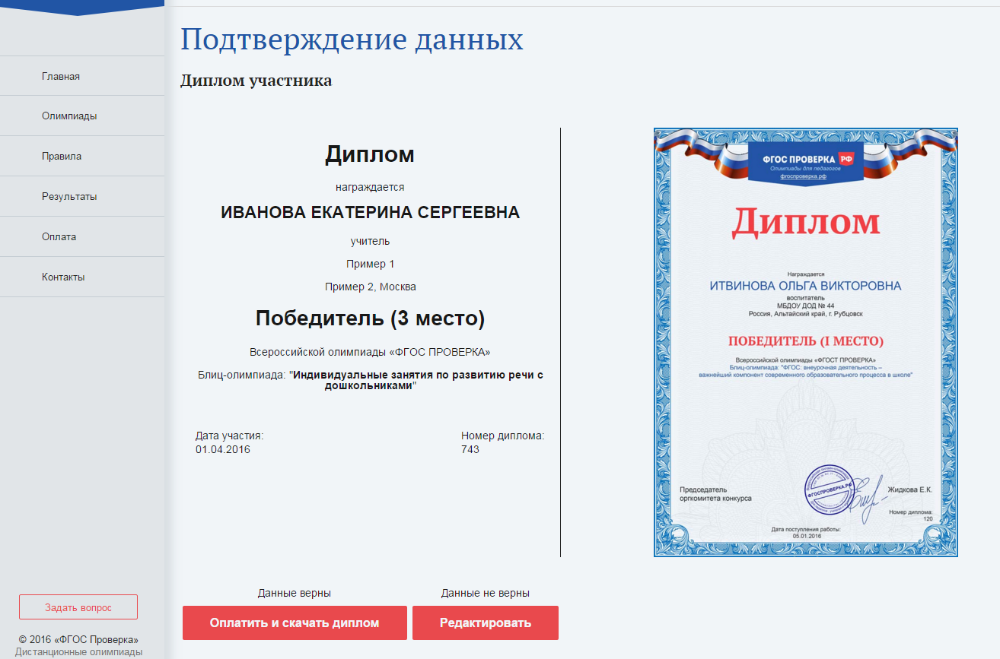 Подтверждение данных
Диплом участника
Главная
Олимпиады
Правила
Результаты
Оплата
Контакты
Задать вопрос
© 2016 «ФГОС Проверка»
Дистанционные олимпиады
Диплом
награждается
ИВАНОВА ЕКАТЕРИНА СЕРГЕЕВНА
учитель
Пример 1
Пример 2, Москва
Победитель (3 место)
Всероссийской олимпиады «ФГОС ПРОВЕРКА»
Блиц-олимпиада: "Индивидуальные занятия по развитию речи с
дошкольниками"
Дата участия:
01.04.2016
Номер диплома:
743
Данные верны
Оплатить и скачать диплом
Данные не верны
Редактировать
ФГОС ПРОВЕРКА РФ
Олимпиады для педагогов
фгоспроверка.рф
Диплом
Награждается
ИТВИНОВА ОЛЬГА ВИКТОРОВНА
воспитатель
МБДОУ ДОД № 44
Россия, Алтайский край, г. Рубцовск
ПОБЕДИТЕЛЬ (I МЕСТО)
Всероссийской олимпиады «ФГОСТ ПРОВЕРКА»
Блиц-олимпиада: "ФГОС: внеурочная деятельность –
важнейший компонент современного образовательного процесса в школе"
Председатель
оргкомитета конкурса
ФГОСПРОВЕРКА.РФ
Жидкова Е.К.
Номер диплома:
120
Дата поступления работы:
05.01.2016